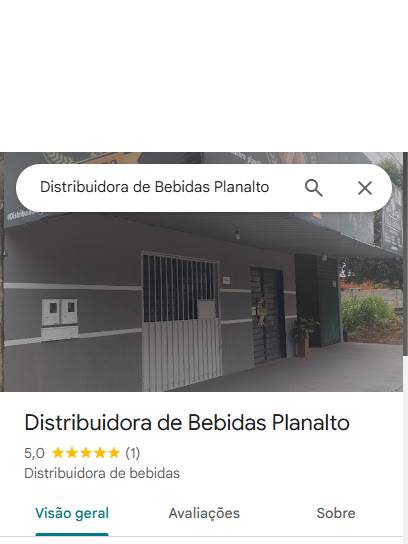 Distribuidora de Bebidas Planalto
Distribuidora de Bebidas Planalto
5,0 (1)
Distribuidora de bebidas
Visão geral
Avaliações
Sobre